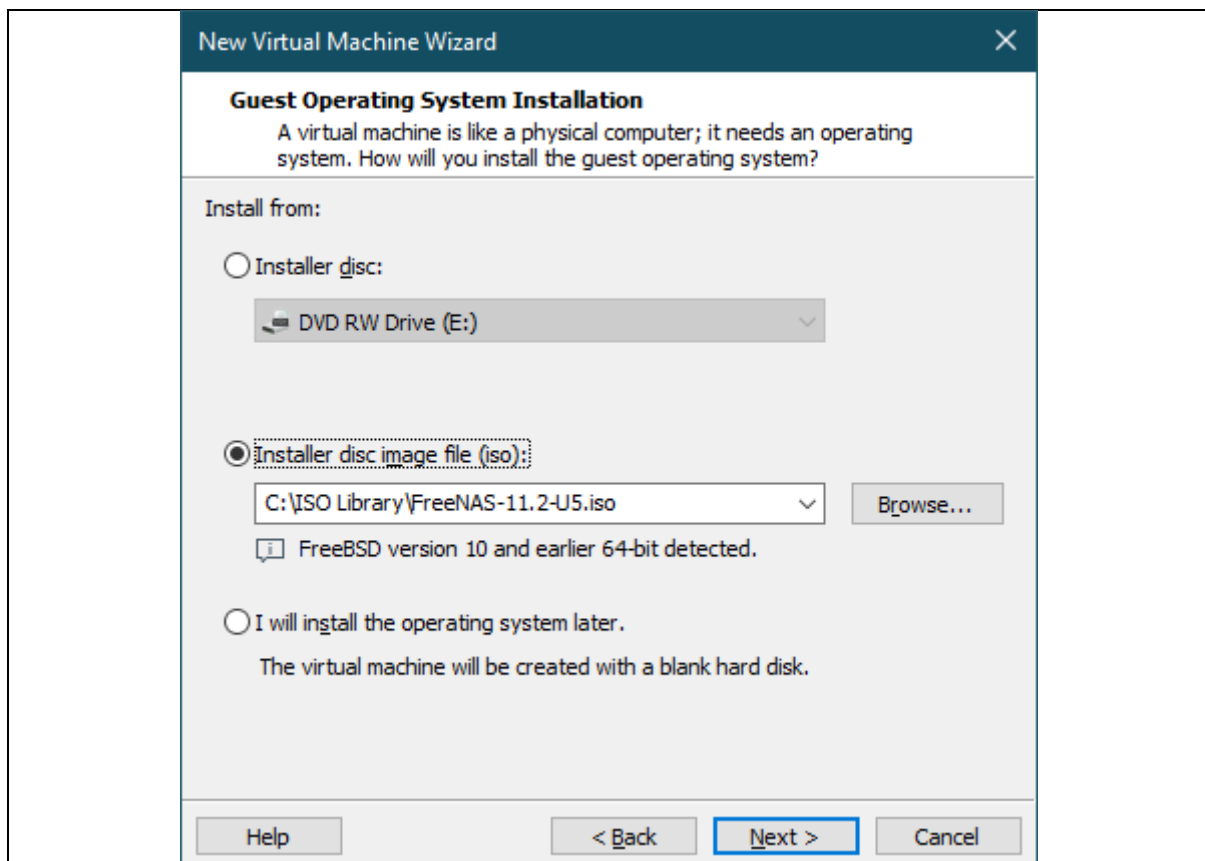 New Virtual Machine Wizard
Guest Operating System Installation
A virtual machine is like a physical computer; it needs an operating
system. How will you install the guest operating system?
Install from:
Installer disc:
DVD RW Drive (E:)
Installer disc image file (iso):
C:\ISO Library\FreeNAS-11.2-U5.iso
Browse...
FreeBSD version 10 and earlier 64-bit detected.
I will install the operating system later.
The virtual machine will be created with a blank hard disk.
Help
< Back
Next >
Cancel